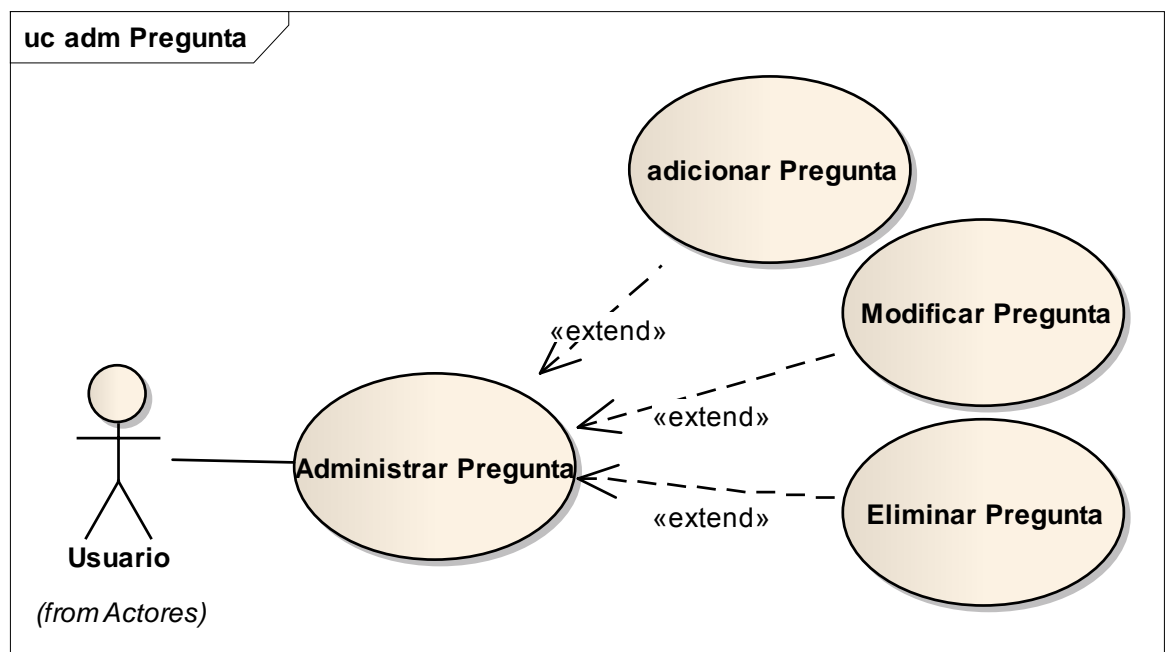 uc adm Pregunta
adicionar Pregunta
Modificar Pregunta
«extend»
«extend»
Administrar Pregunta
Eliminar Pregunta
«extend»
Usuario
(from Actores)